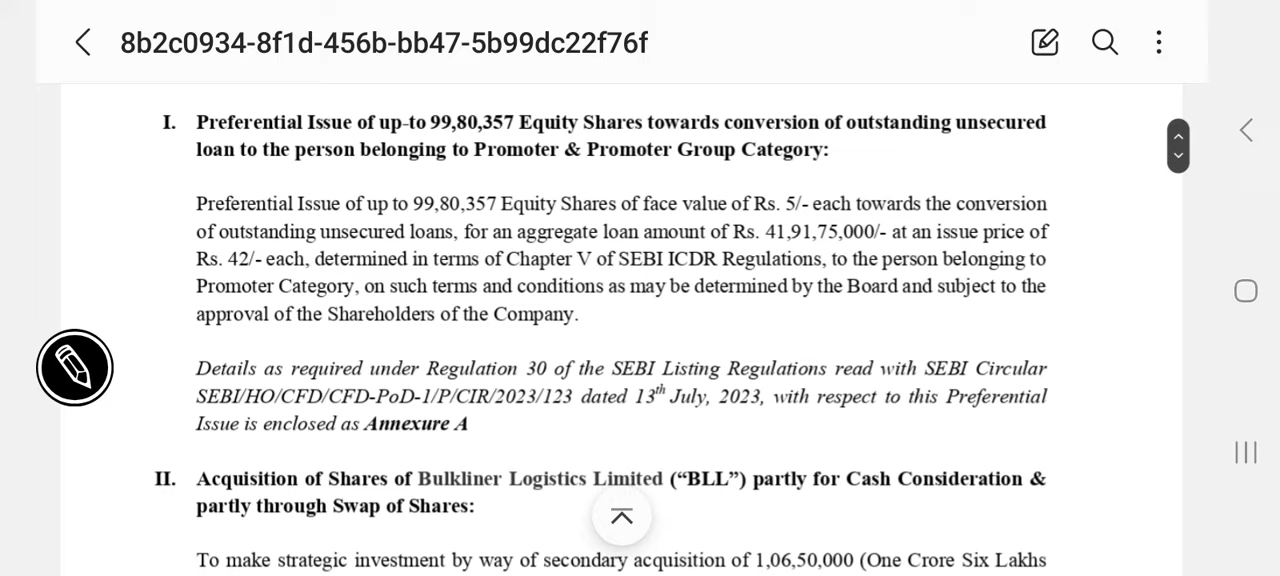 8b2c0934-8f1d-456b-bb47-5b99dc22f76f
I. Preferential Issue of up-to 99,80,357 Equity Shares towards conversion of outstanding unsecured
loan to the person belonging to Promoter & Promoter Group Category:
Preferential Issue of up to 99,80,357 Equity Shares of face value of Rs. 5/- each towards the conversion
of outstanding unsecured loans, for an aggregate loan amount of Rs. 41,91,75,000/- at an issue price of
Rs. 42/- each, determined in terms of Chapter V of SEBI ICDR Regulations, to the person belonging to
Promoter Category, on such terms and conditions as may be determined by the Board and subject to the
approval of the Shareholders of the Company.
Details as required under Regulation 30 of the SEBI Listing Regulations read with SEBI Circular
SEBI/HO/CFD/CFD-PoD-1/P/CIR/2023/123 dated 13th July, 2023, with respect to this Preferential
Issue is enclosed as Annexure A
II. Acquisition of Shares of Bulkliner Logistics Limited (“BLL”) partly for Cash Consideration &
partly through Swap of Shares:
To make strategic investment by way of secondary acquisition of 1,06,50,000 (One Crore Six Lakhs